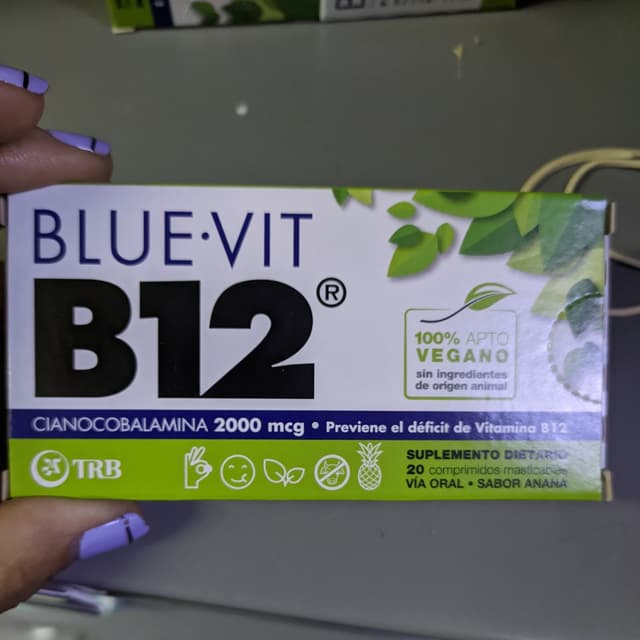 BLUE·VIT
B12®
100% APTO
VEGANO
sin ingredientes
de origen animal
CIANOCOBALAMINA 2000 mcg • Previene el déficit de Vitamina B12
TRB
SUPLEMENTO DIETARIO
20 comprimidos masticables
VÍA ORAL • SABOR ANANÁ